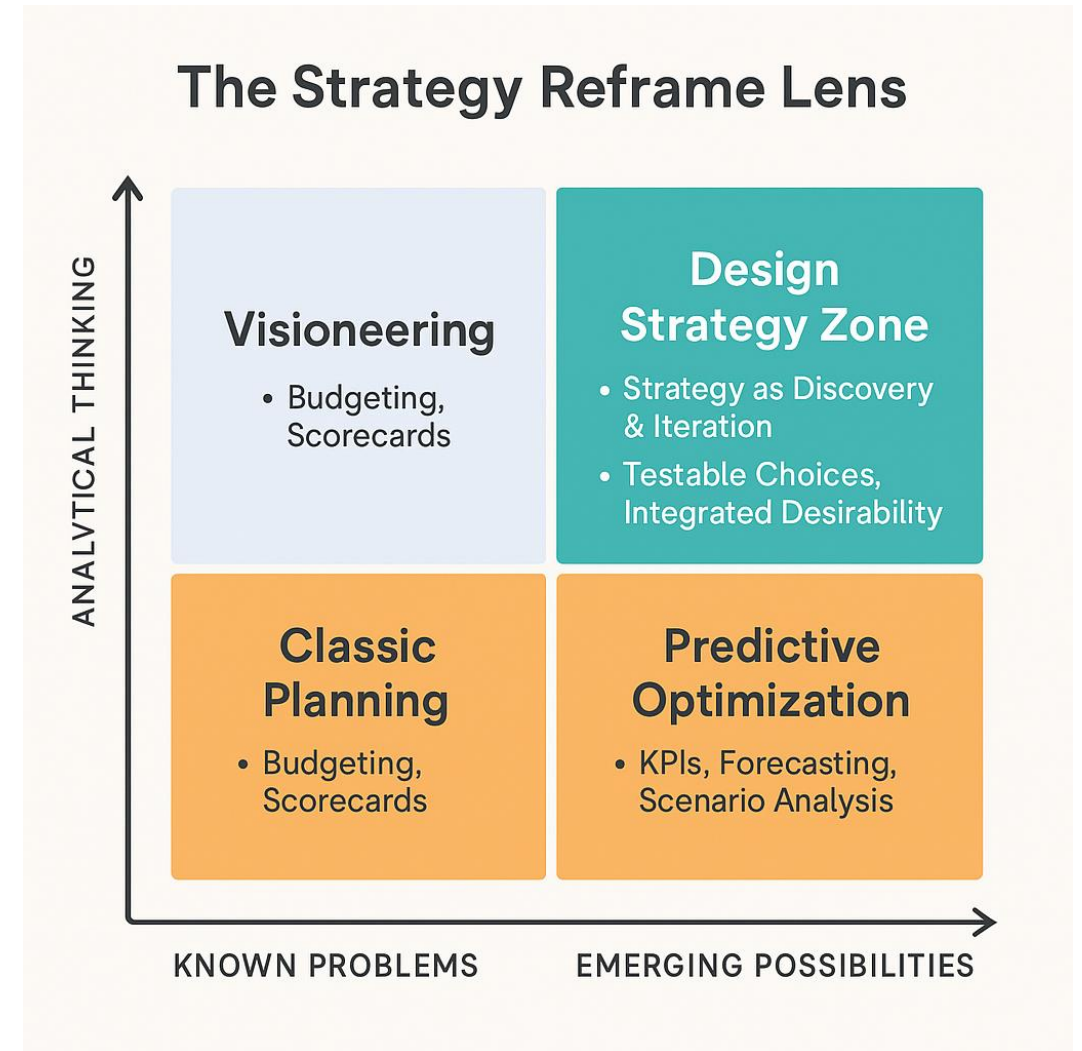 The Strategy Reframe Lens
ANALVTICAL THINKING
Visioneering
• Budgeting,
Scorecards
Design
Strategy Zone
• Strategy as Discovery
& Iteration
• Testable Choices,
Integrated Desirability
Classic
Planning
• Budgeting,
Scorecards
Predictive
Optimization
• KPIs, Forecasting,
Scenario Analysis
KNOWN PROBLEMS
EMERGING POSSIBILITIES